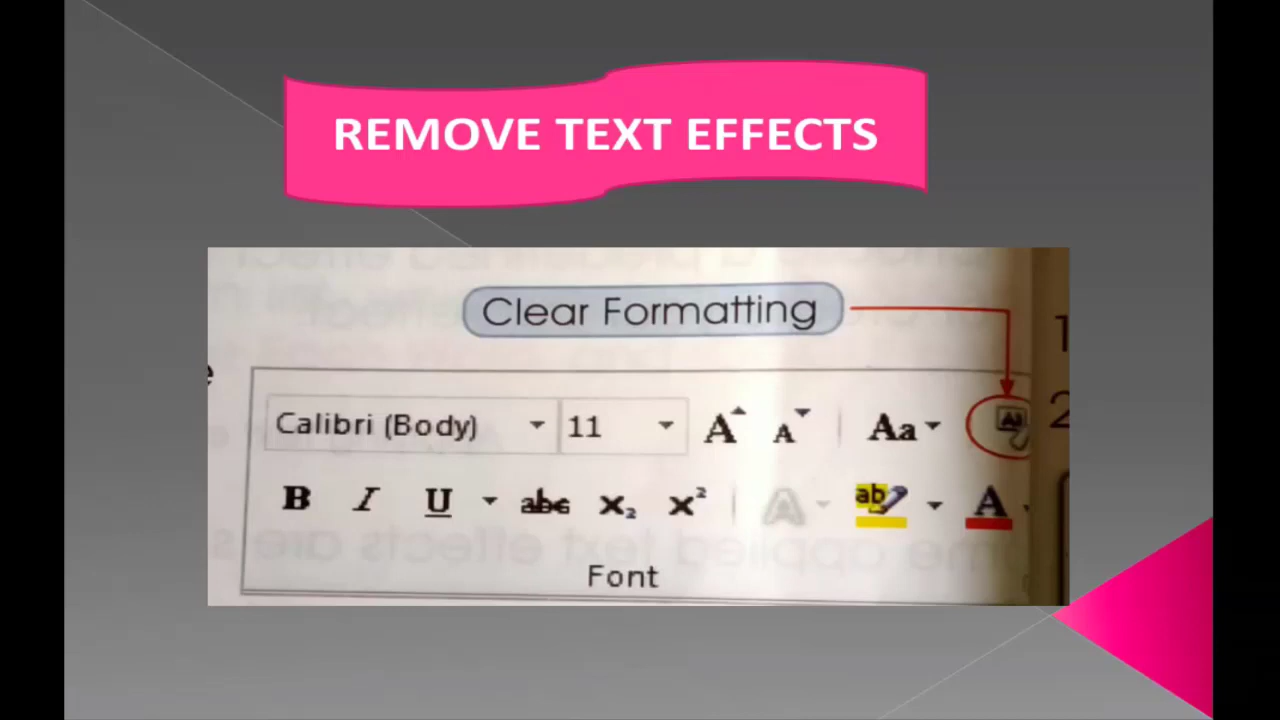 REMOVE TEXT EFFECTS
Clear Formatting
Calibri (Body) 11 A A Aa
B I U abc X₂ X² A ab A
Font